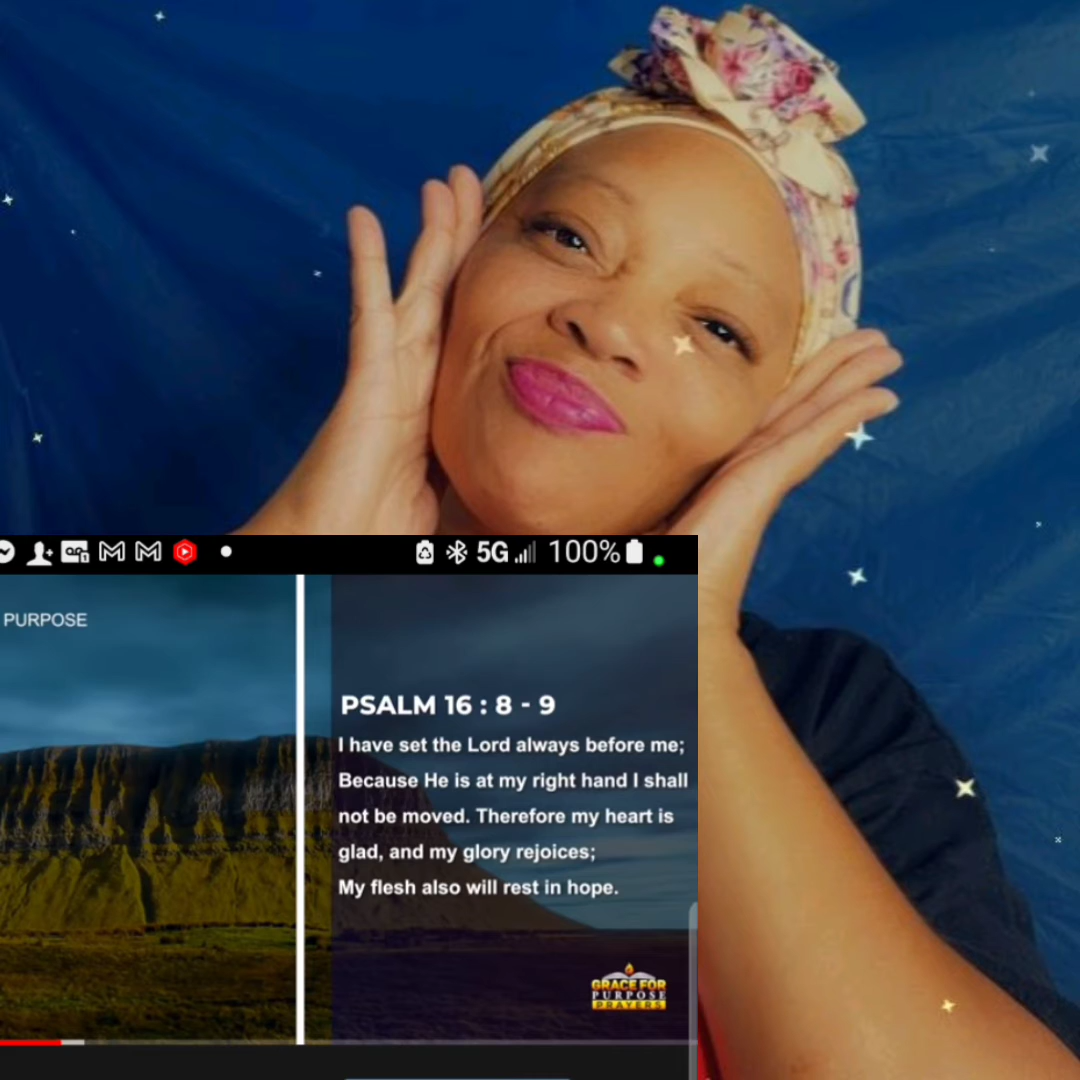 5G 100%
PURPOSE
PSALM 16 : 8 - 9
I have set the Lord always before me;
Because He is at my right hand I shall
not be moved. Therefore my heart is
glad, and my glory rejoices;
My flesh also will rest in hope.
GRACE FOR
PURPOSE
PRAYERS